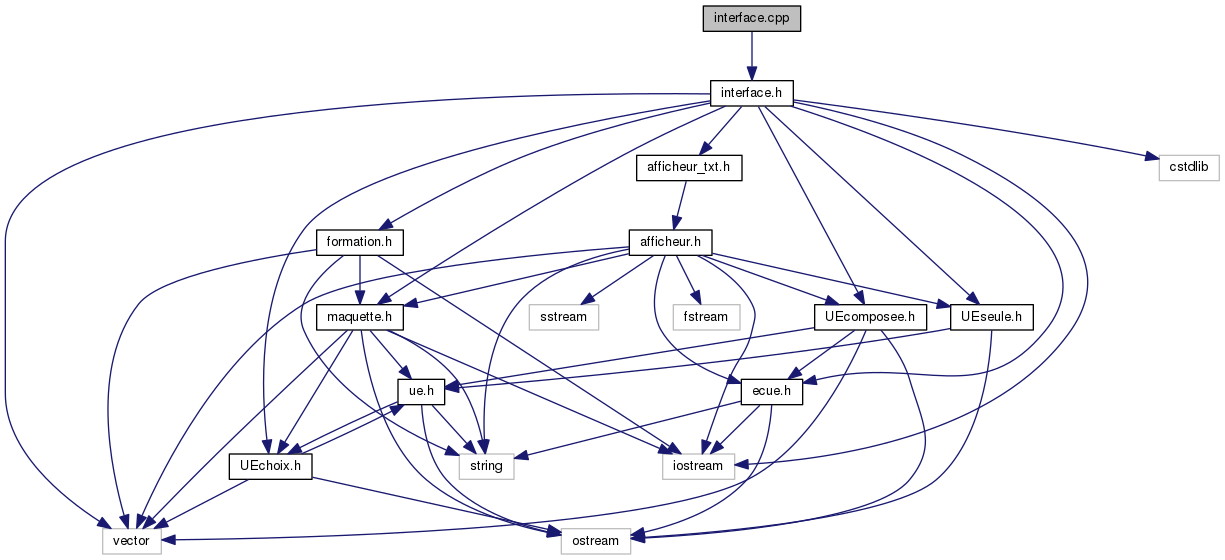 interface.cpp
interface.h
afficheur_txt.h
cstdlib
formation.h
afficheur.h
maquette.h
sstream
fstream
UEcomposee.h
UEseule.h
ue.h
ecue.h
UEchoix.h
string
iostream
vector
ostream